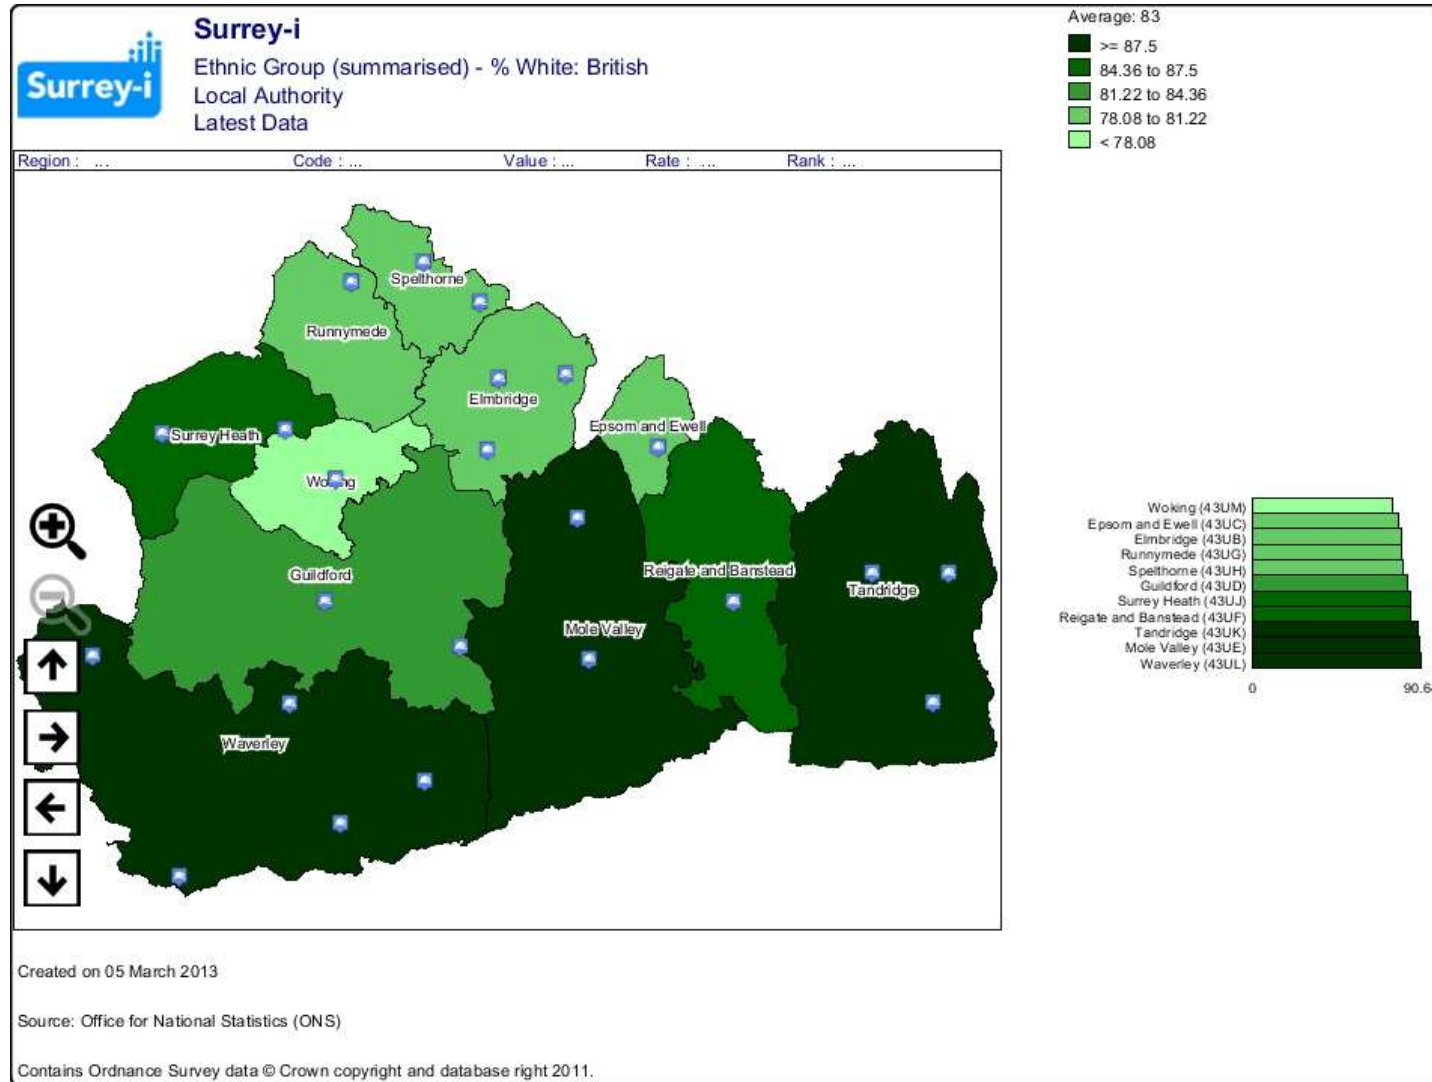 Surrey-i
Surrey-i
Ethnic Group (summarised) - % White: British
Local Authority
Latest Data
Average: 83
>= 87.5
84.36 to 87.5
81.22 to 84.36
78.08 to 81.22
< 78.08
Region : ... Code : ... Value : ... Rate : ... Rank : ...
Spelthorne
Runnymede
Elmbridge
Epsom and Ewell
Surrey Heath
Woking
Guildford
Reigate and Banstead
Tandridge
Mole Valley
Waverley
Woking (43UM)
Epsom and Ewell (43UC)
Elmbridge (43UB)
Runnymede (43UG)
Spelthorne (43UH)
Guildford (43UD)
Surrey Heath (43UJ)
Reigate and Banstead (43UF)
Tandridge (43UK)
Mole Valley (43UE)
Waverley (43UL)
0 90.6
Created on 05 March 2013
Source: Office for National Statistics (ONS)
Contains Ordnance Survey data © Crown copyright and database right 2011.